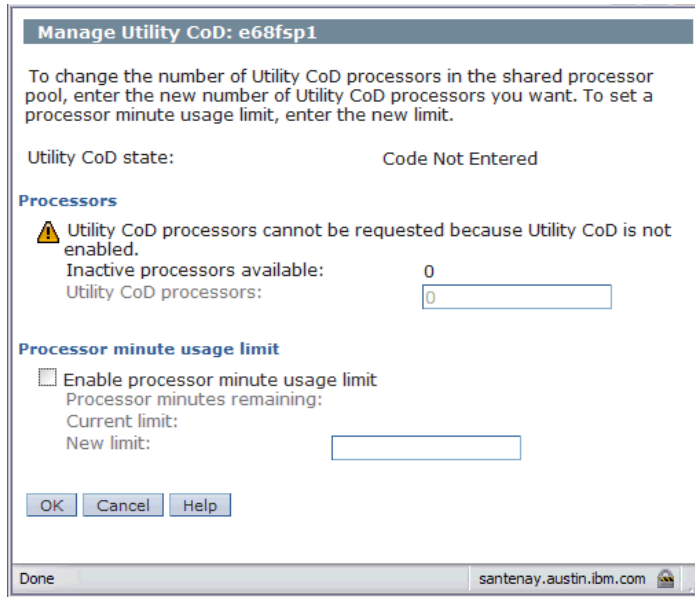 Manage Utility CoD: e68fsp1
To change the number of Utility CoD processors in the shared processor
pool, enter the new number of Utility CoD processors you want. To set a
processor minute usage limit, enter the new limit.
Utility CoD state: Code Not Entered
Processors
Utility CoD processors cannot be requested because Utility CoD is not
enabled.
Inactive processors available: 0
Utility CoD processors: 0
Processor minute usage limit
Enable processor minute usage limit
Processor minutes remaining:
Current limit:
New limit:
OK Cancel Help
Done santenay.austin.ibm.com